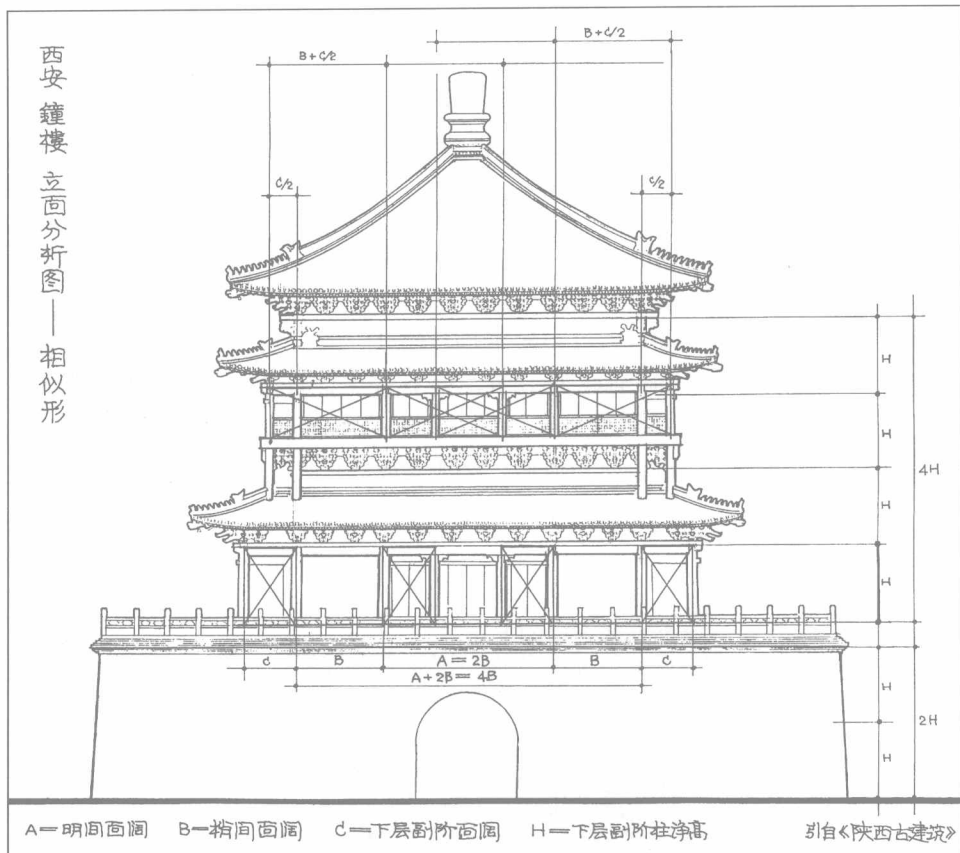 西安 鐘樓 立面分析图——相似形
B+C/2
B+C/2
C/2
C/2
H
H
4H
H
H
C
B
A=2B
B
C
A+2B=4B
H
2H
H
A—明间面阔 B—梢间面阔 C—下层副阶面阔 H—下层副阶柱净高 引自《陕西古建筑》